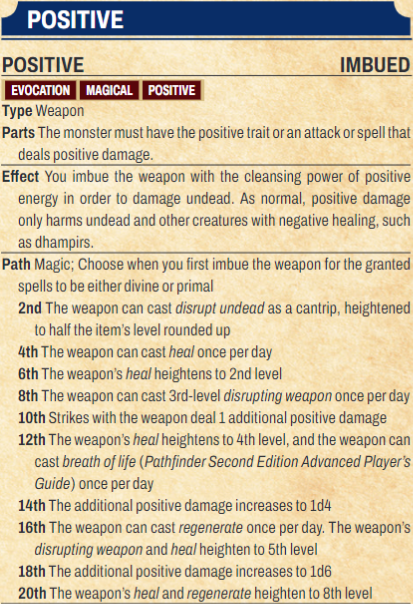 POSITIVE
POSITIVE IMBUED
EVOCATION MAGICAL POSITIVE
Type Weapon
Parts The monster must have the positive trait or an attack or spell that
deals positive damage.
Effect You imbue the weapon with the cleansing power of positive
energy in order to damage undead. As normal, positive damage
only harms undead and other creatures with negative healing, such
as dhampirs.
Path Magic; Choose when you first imbue the weapon for the granted
spells to be either divine or primal
2nd The weapon can cast disrupt undead as a cantrip, heightened
to half the item's level rounded up
4th The weapon can cast heal once per day
6th The weapon's heal heightens to 2nd level
8th The weapon can cast 3rd-level disrupting weapon once per day
10th Strikes with the weapon deal 1 additional positive damage
12th The weapon's heal heightens to 4th level, and the weapon can
cast breath of life (Pathfinder Second Edition Advanced Player's
Guide) once per day
14th The additional positive damage increases to 1d4
16th The weapon can cast regenerate once per day. The weapon's
disrupting weapon and heal heighten to 5th level
18th The additional positive damage increases to 1d6
20th The weapon's heal and regenerate heighten to 8th level